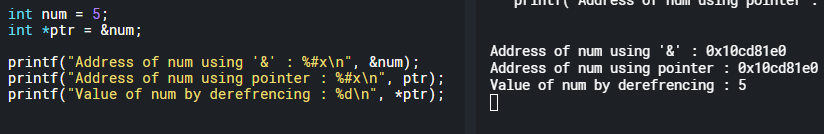 int num = 5;
int *ptr = &num;
printf("Address of num using '&' : %#x\n", &num);
printf("Address of num using pointer : %#x\n", ptr);
printf("Value of num by derefrencing : %d\n", *ptr);
printf("Address of num using pointer :
Address of num using '&' : 0x10cd81e0
Address of num using pointer : 0x10cd81e0
Value of num by derefrencing : 5